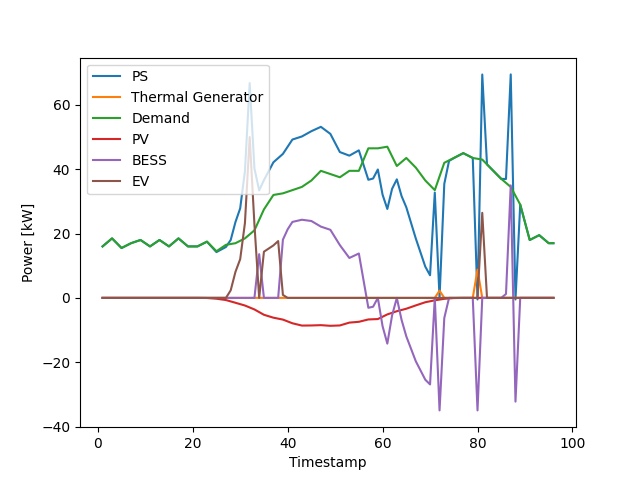 PS
Thermal Generator
Demand
PV
BESS
EV
Power [kW]
60
40
20
0
−20
−40
0 20 40 60 80 100
Timestamp